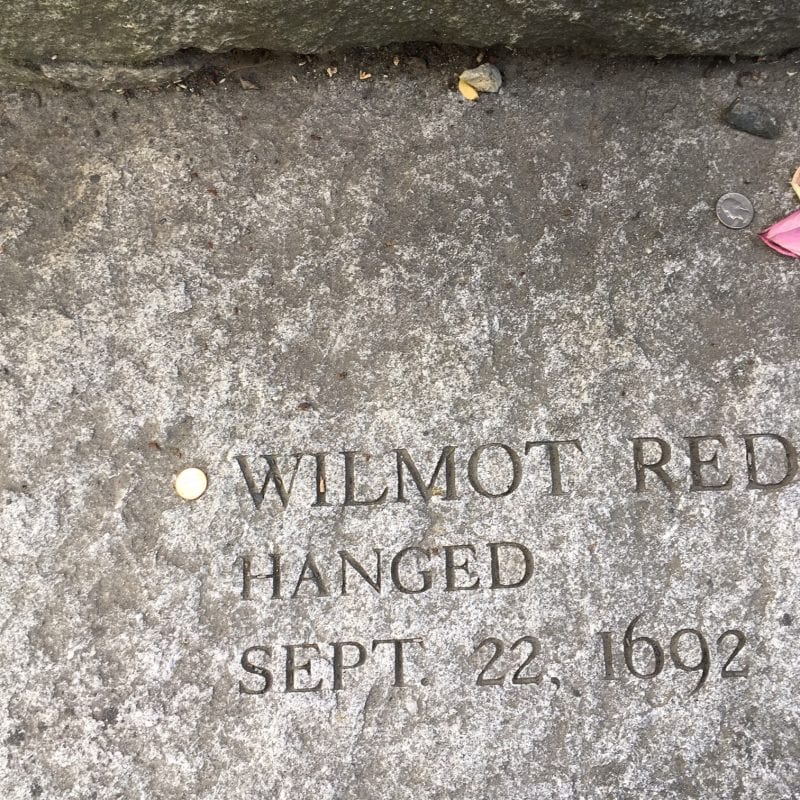 WILMOT RED
HANGED
SEPT. 22, 1692